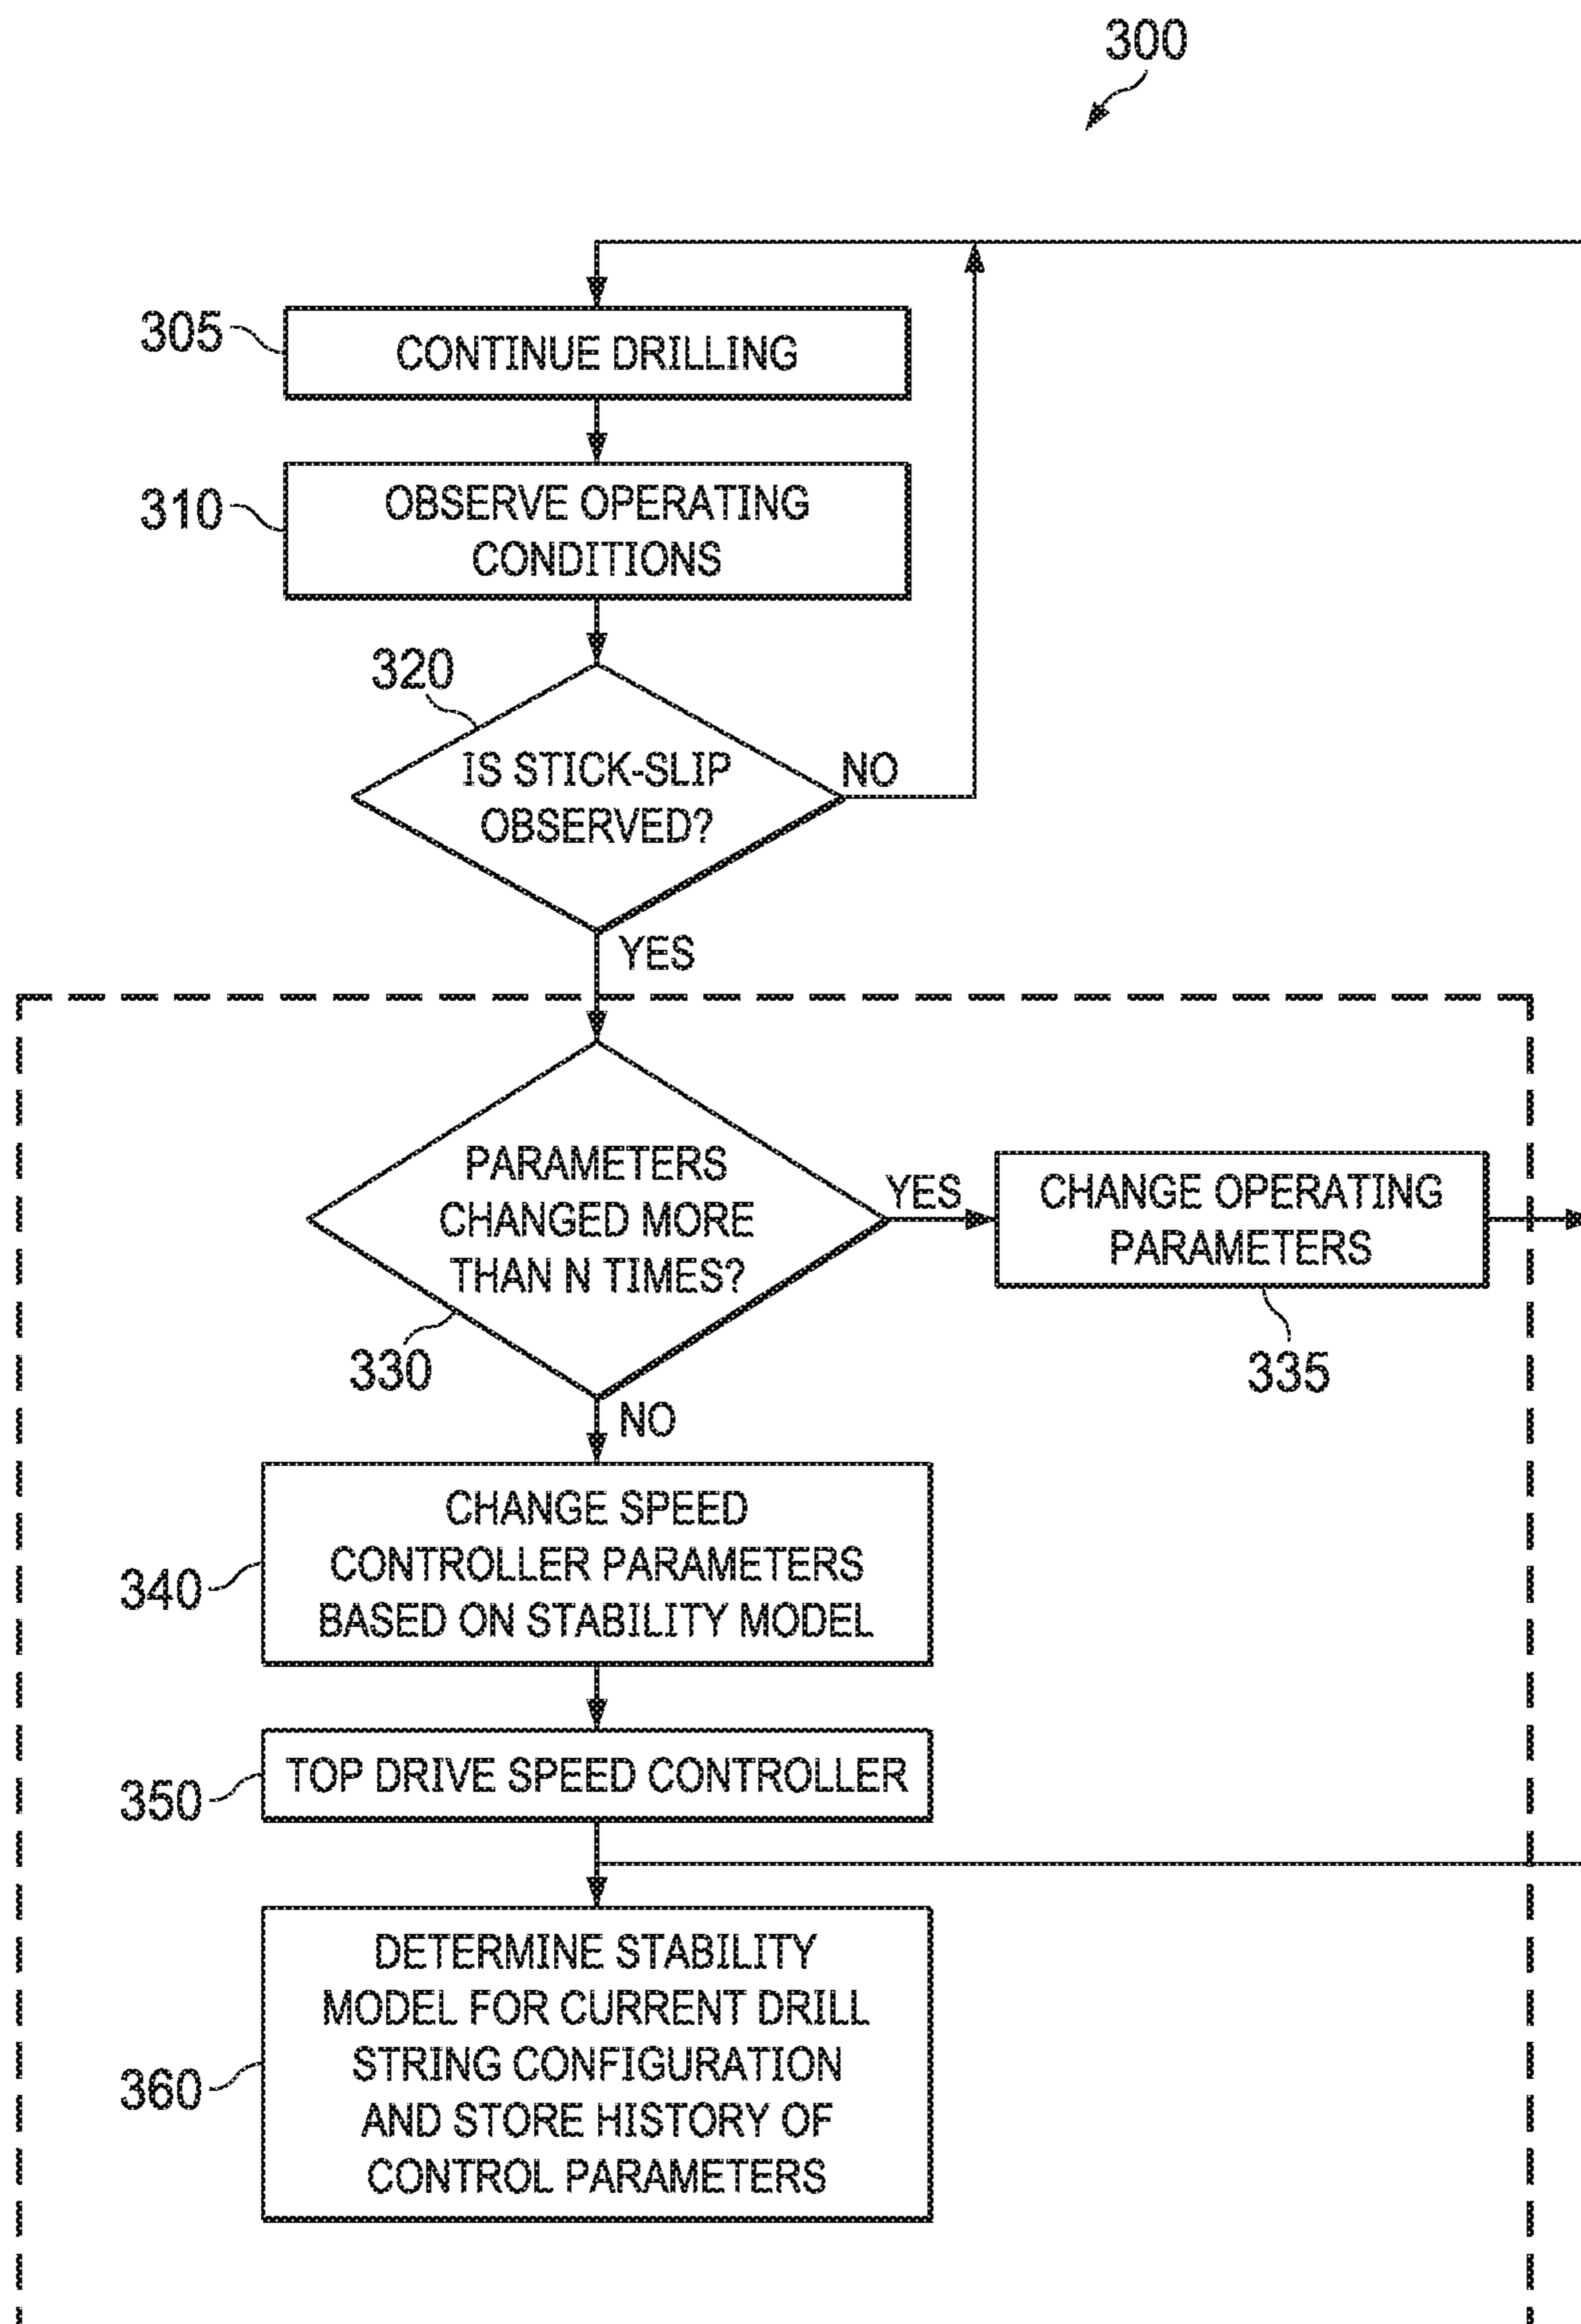 300
305
CONTINUE DRILLING
310
OBSERVE OPERATING
CONDITIONS
320
IS STICK-SLIP
OBSERVED?
NO
YES
PARAMETERS
CHANGED MORE
THAN N TIMES?
YES
CHANGE OPERATING
PARAMETERS
330
335
NO
CHANGE SPEED
CONTROLLER PARAMETERS
BASED ON STABILITY MODEL
340
TOP DRIVE SPEED CONTROLLER
350
DETERMINE STABILITY
MODEL FOR CURRENT DRILL
STRING CONFIGURATION
AND STORE HISTORY OF
CONTROL PARAMETERS
360